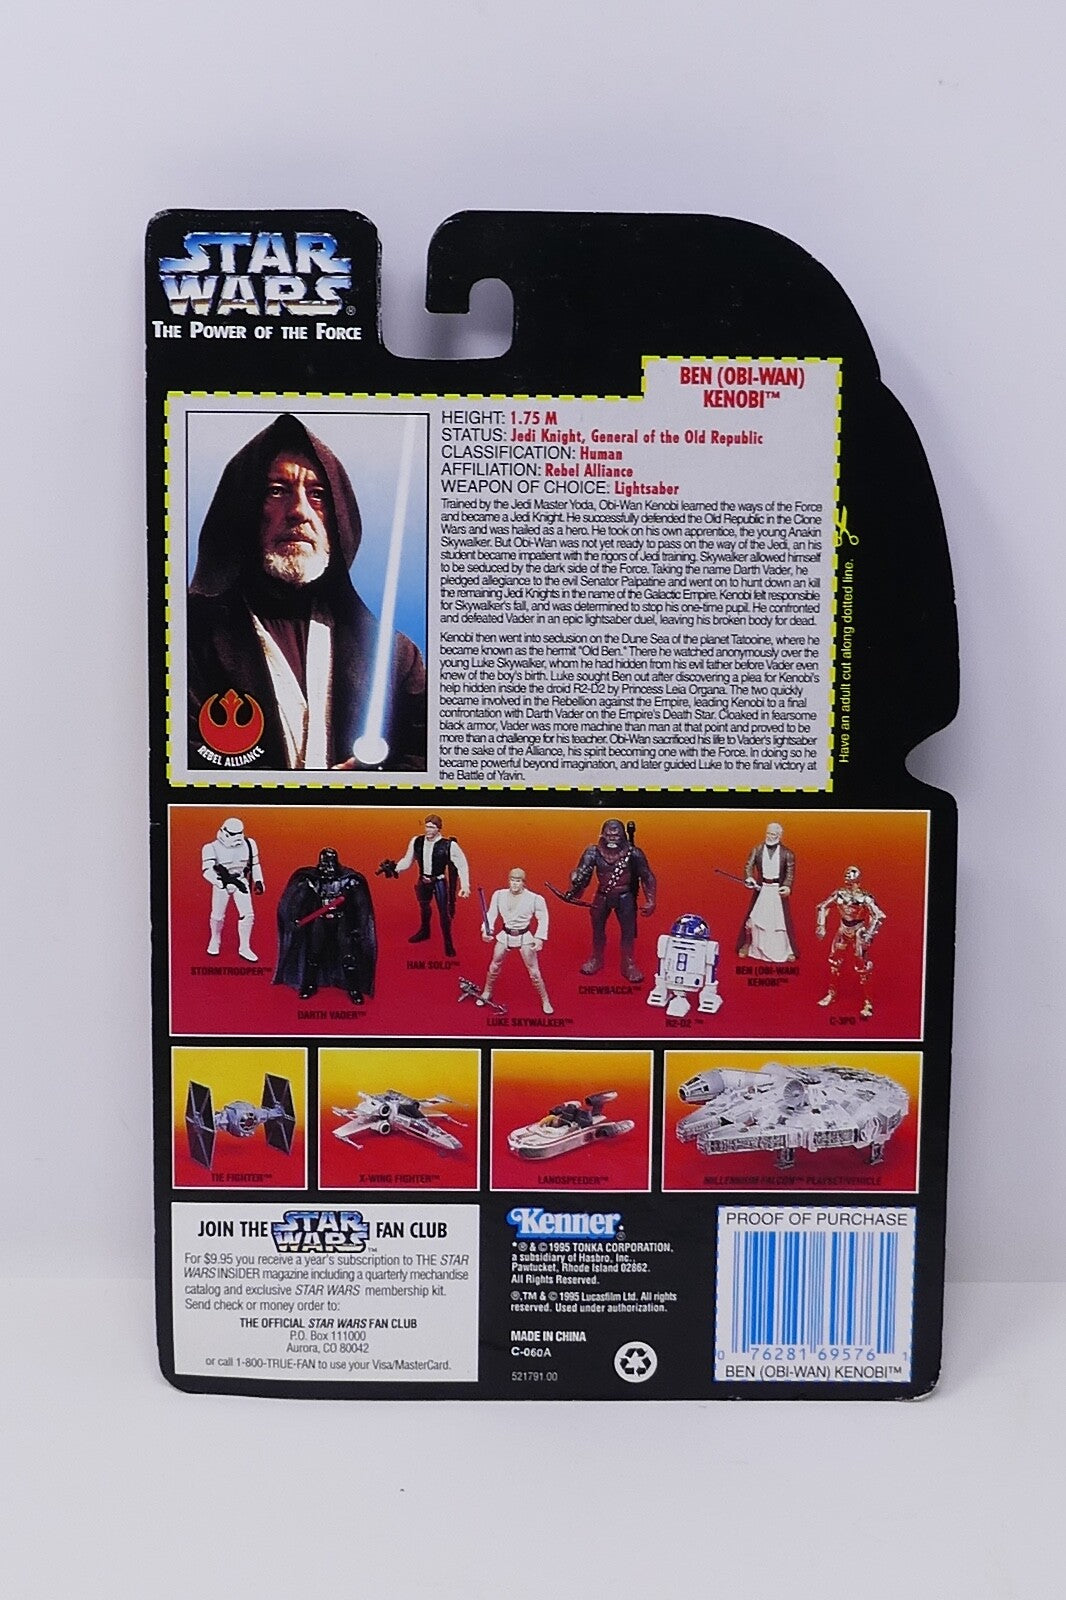 STAR
WARS®
THE POWER OF THE FORCE
BEN (OBI-WAN)
KENOBI™
HEIGHT: 1.75 M
STATUS: Jedi Knight, General of the Old Republic
CLASSIFICATION: Human
AFFILIATION: Rebel Alliance
WEAPON OF CHOICE: Lightsaber
Trained by the Jedi Master Yoda, Obi-Wan Kenobi learned the ways of the Force
and became a Jedi Knight. He successfully defended the Old Republic in the Clone
Wars and was hailed as a hero. He took on his own apprentice, the young Anakin
Skywalker. But Obi-Wan was not yet ready to pass on the way of the Jedi, an his
student became impatient with the rigors of Jedi training. Skywalker allowed himself
to be seduced by the dark side of the Force. Taking the name Darth Vader, he
pledged allegiance to the evil Senator Palpatine and went on to hunt down an kill
the remaining Jedi Knights in the name of the Galactic Empire. Kenobi felt responsible
for Skywalker's fall, and was determined to stop his one-time pupil. He confronted
and defeated Vader in an epic lightsaber duel, leaving his broken body for dead.
Kenobi then went into seclusion on the Dune Sea of the planet Tatooine, where he
became known as the hermit "Old Ben." There he watched anonymously over the
young Luke Skywalker, whom he had hidden from his evil father before Vader even
knew of the boy's birth. Luke sought Ben out after discovering a plea for Kenobi's
help hidden inside the droid R2-D2 by Princess Leia Organa. The two quickly
became involved in the Rebellion against the Empire, leading Kenobi to a final
confrontation with Darth Vader on the Empire's Death Star. Cloaked in fearsome
black armor, Vader was more machine than man at that point and proved to be
more than a challenge for his teacher. Obi-Wan sacrificed his life to Vader's lightsaber
for the sake of the Alliance, his spirit becoming one with the Force. In doing so he
became powerful beyond imagination, and later guided Luke to the final victory at
the Battle of Yavin.
REBEL ALLIANCE
Have an adult cut along dotted line.
STORMTROOPER™
DARTH VADER™
HAN SOLO™
LUKE SKYWALKER™
CHEWBACCA™
R2-D2 ™
BEN (OBI-WAN)
KENOBI™
C-3PO ™
TIE FIGHTER™
X-WING FIGHTER™
LANDSPEEDER™
MILLENNIUM FALCON™ PLAYSET/VEHICLE
JOIN THE STAR WARS™ FAN CLUB
For $9.95 you receive a year's subscription to THE STAR
WARS INSIDER magazine including a quarterly merchandise
catalog and exclusive STAR WARS membership kit.
Send check or money order to:
THE OFFICIAL STAR WARS FAN CLUB
P.O. Box 111000
Aurora, CO 80042
or call 1-800-TRUE-FAN to use your Visa/MasterCard.
Kenner®
*® & © 1995 TONKA CORPORATION,
a subsidiary of Hasbro, Inc.,
Pawtucket, Rhode Island 02862.
All Rights Reserved.
®,TM & © 1995 Lucasfilm Ltd. All rights
reserved. Used under authorization.
MADE IN CHINA
C-060A
521791.00
PROOF OF PURCHASE
0 76281 69576 1
BEN (OBI-WAN) KENOBI™